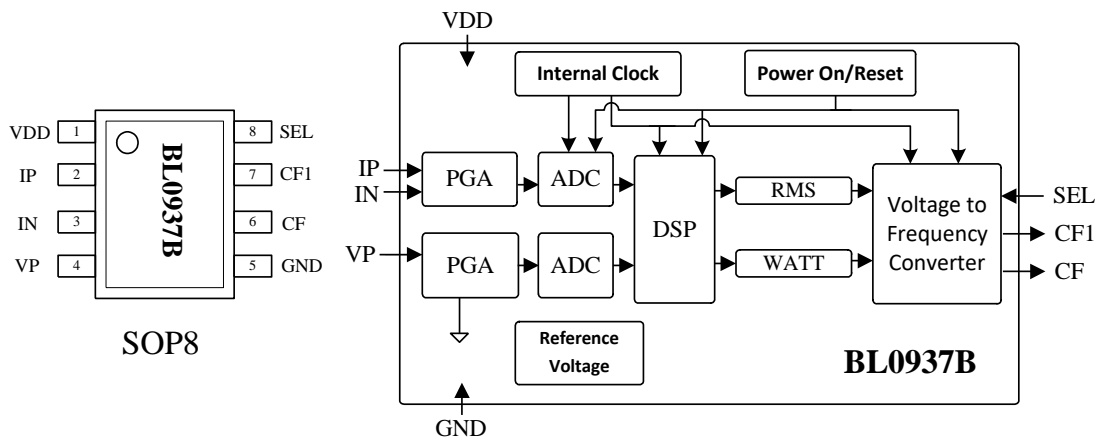 VDD 1
IP 2
IN 3
VP 4
BL0937B
8 SEL
7 CF1
6 CF
5 GND
SOP8
VDD
Internal Clock
Power On/Reset
IP
IN
PGA
ADC
VP
PGA
ADC
DSP
RMS
WATT
Voltage to
Frequency
Converter
SEL
CF1
CF
Reference
Voltage
BL0937B
GND